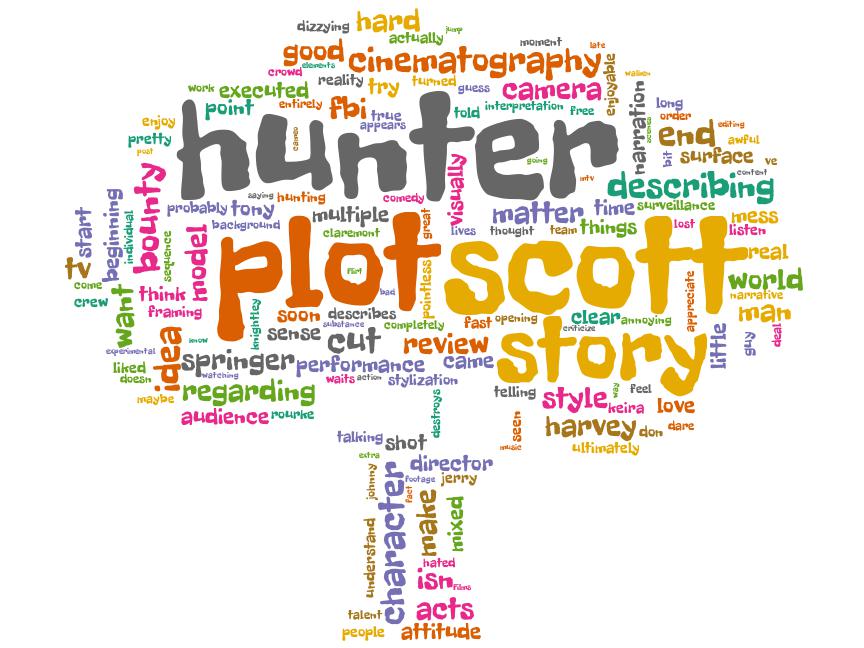 dizzying hard
actually jump
good cinematography
elements moment late
crowd reality try turned guess camera enjoyable
work executed
point entirely fbi true appears told interpretation free
enjoy
pretty
post
hunter
cameo
visually
going
mtv
narration
scenes
long
order
end editing
bit surface awful
ve
content
describing
bounty
probably tony saying hunting comedy
background multiple
claremont great
matter time surveillance
lives thought team things lost mess
listen
start
beginning
individual
sequence
model
tv
come
crew
want
think
framing
plot
flirt
bad
pointless
scott
real
world
narrative
appreciate
man
knightley
soon describes
substance completely fast opening clear annoying
criticize
sense cut review story
little
guy
deal
experimental
idea
know
springer performance came
liked watching
doesn
waits action stylization
maybe regarding
audience rourke
destroys
telling style way feel
keira love
seen
music
harvey don dare
ultimately
talking shot
extra director
johnny footage jerry
fact
character make mixed
understand
hated
isn films
talent acts
people attitude